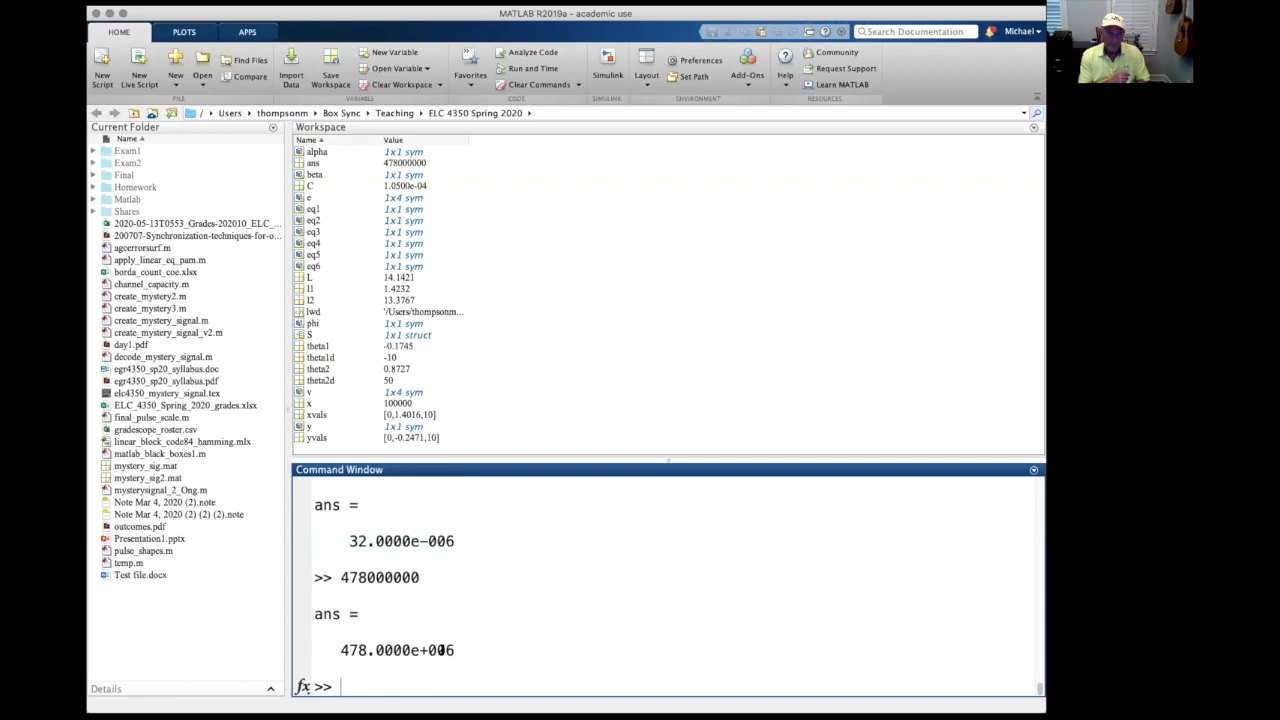 MATLAB R2019a - academic use
HOME PLOTS APPS
Search Documentation Michael
New Script
New Live Script
New
Open
Find Files
Compare
Import Data
Save Workspace
New Variable
Open Variable
Clear Workspace
Favorites
Analyze Code
Run and Time
Clear Commands
Simulink
Layout
Preferences
Set Path
Add-Ons
Help
Community
Request Support
Learn MATLAB
FILE VARIABLE CODE SIMULINK ENVIRONMENT RESOURCES
/ Users thompsonm Box Sync Teaching ELC 4350 Spring 2020
Current Folder
Name
Exam1
Exam2
Final
Homework
Matlab
Shares
2020-05-13T0553_Grades-202010_ELC_...
200707-Synchronization-techniques-for-o...
agcerrorsurf.m
apply_linear_eq_pam.m
borda_count_coe.xlsx
channel_capacity.m
create_mystery2.m
create_mystery3.m
create_mystery_signal.m
create_mystery_signal_v2.m
day1.pdf
decode_mystery_signal.m
egr4350_sp20_syllabus.doc
egr4350_sp20_syllabus.pdf
elc4350_mystery_signal.tex
ELC_4350_Spring_2020_grades.xlsx
final_pulse_scale.m
gradescope_roster.csv
linear_block_code84_hamming.mlx
matlab_black_boxes1.m
mystery_sig.mat
mystery_sig2.mat
mysterysignal_2_Ong.m
Note Mar 4, 2020 (2).note
Note Mar 4, 2020 (2) (2) (2).note
outcomes.pdf
Presentation1.pptx
pulse_shapes.m
temp.m
Test file.docx
Details
Workspace
Name Value
alpha 1x1 sym
ans 478000000
beta 1x1 sym
C 1.0500e-04
e 1x4 sym
eq1 1x1 sym
eq2 1x1 sym
eq3 1x1 sym
eq4 1x1 sym
eq5 1x1 sym
eq6 1x1 sym
L 14.1421
l1 1.4232
l2 13.3767
lwd '/Users/thompsonm...
phi 1x1 sym
S 1x1 struct
theta1 -0.1745
theta1d -10
theta2 0.8727
theta2d 50
v 1x4 sym
x 100000
xvals [0,1.4016,10]
y 1x1 sym
yvals [0,-0.2471,10]
Command Window
ans =
32.0000e-006
>> 478000000
ans =
478.0000e+006
fx >>